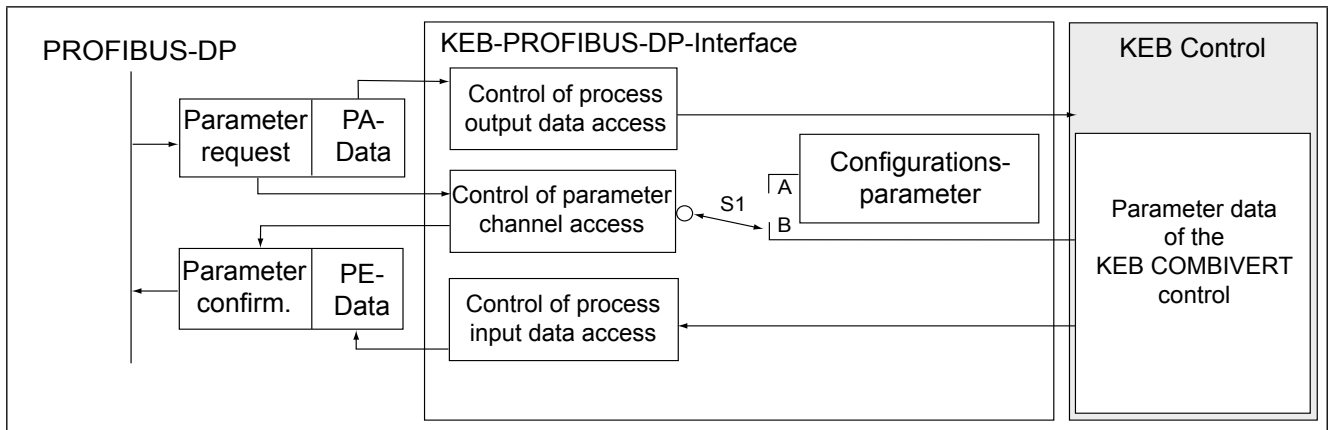 PROFIBUS-DP
KEB-PROFIBUS-DP-Interface
KEB Control
Parameter
request
PA-
Data
Control of process
output data access
Configurations-
parameter
A
S1
B
Control of parameter
channel access
Parameter data
of the
KEB COMBIVERT
control
Parameter
confirm.
PE-
Data
Control of process
input data access